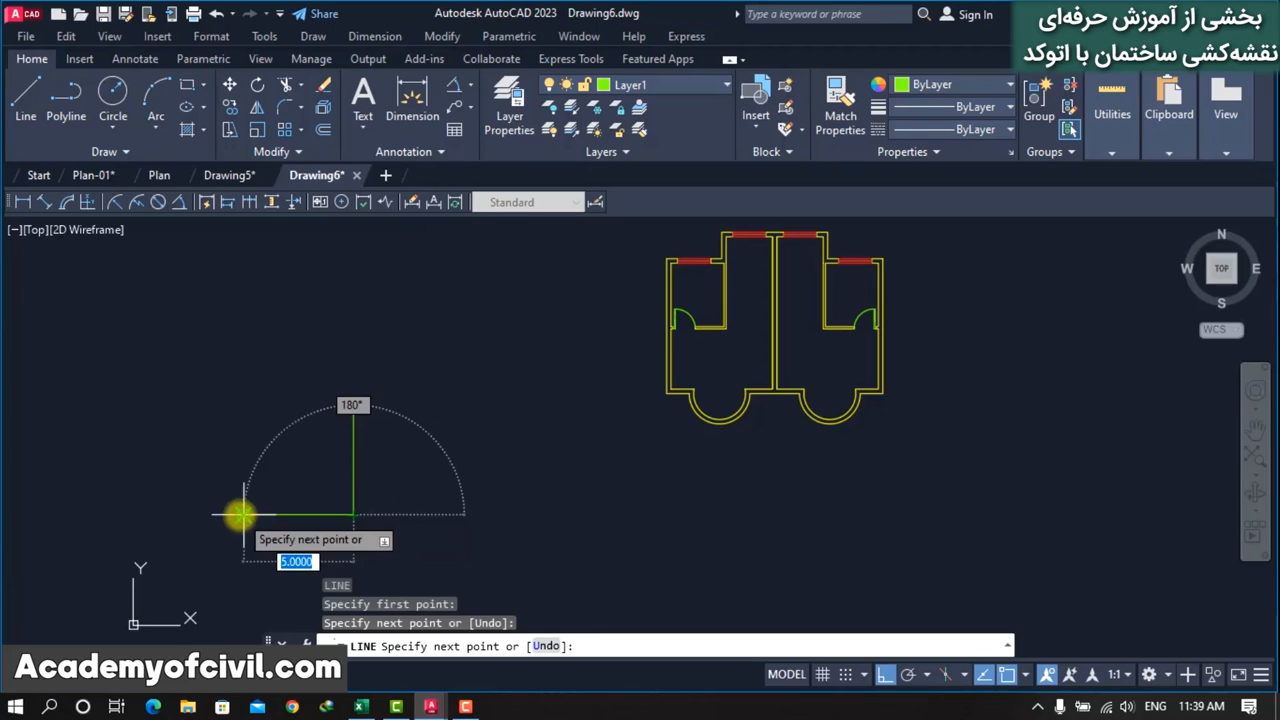 Share
Autodesk AutoCAD 2023 Drawing6.dwg
Type a keyword or phrase
Sign In
بخشی از آموزش حرفه‌ای
نقشه‌کشی ساختمان با اتوکد
CAD
File Edit View Insert Format Tools Draw Dimension Modify Parametric Window Help Express
Home Insert Annotate Parametric View Manage Output Add-ins Collaborate Express Tools Featured Apps
Line Polyline Circle Arc
Text Dimension
Layer Properties
Layer1
Insert
Match Properties
ByLayer
ByLayer
ByLayer
Group
Utilities
Clipboard
View
Draw Modify Annotation Layers Block Properties Groups
Start Plan-01* Plan Drawing5* Drawing6*
Standard
[−][Top][2D Wireframe]
N
W TOP E
S
WCS
180°
Specify next point or
5.0000
Y
X
LINE
Specify first point:
Specify next point or [Undo]:
LINE Specify next point or [Undo]:
Academyofcivil.com
MODEL
1:1
ENG 11:39 AM